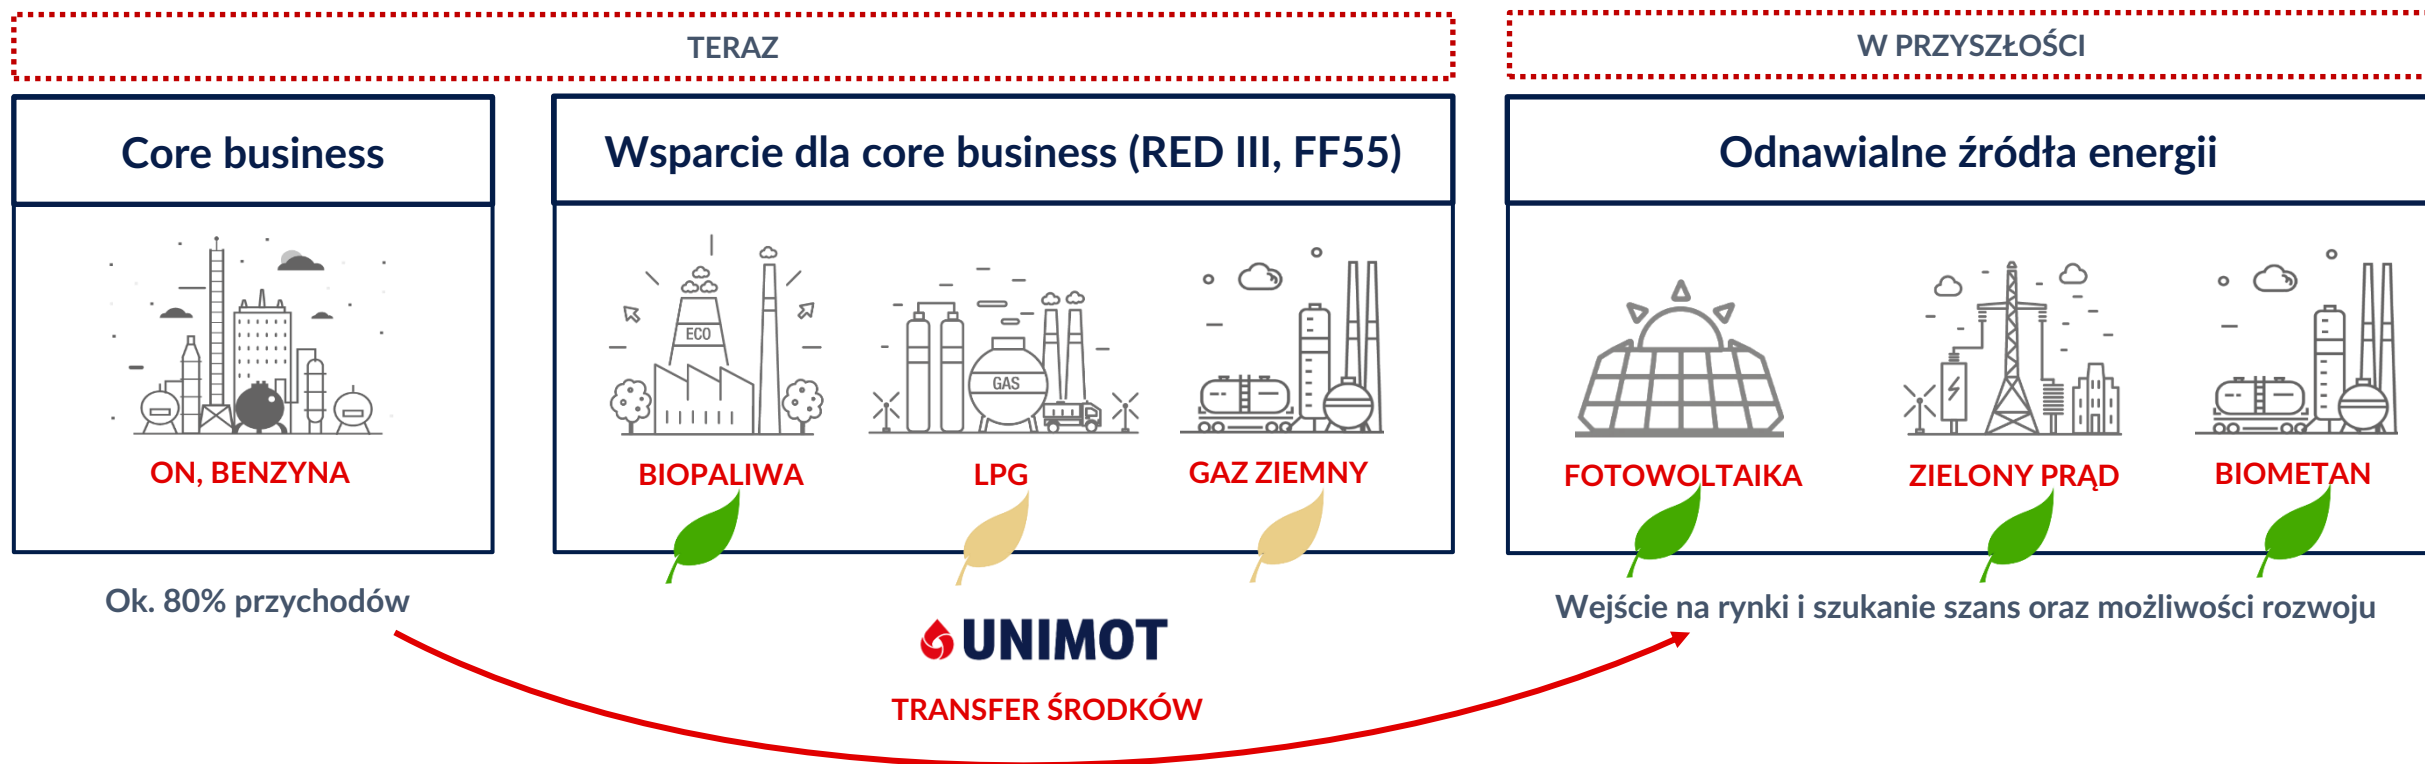 TERAZ
W PRZYSZŁOŚCI
Core business
Wsparcie dla core business (RED III, FF55)
Odnawialne źródła energii
ECO
GAS
ON, BENZYNA
BIOPALIWA
LPG
GAZ ZIEMNY
FOTOWOLTAIKA
ZIELONY PRĄD
BIOMETAN
Ok. 80% przychodów
Wejście na rynki i szukanie szans oraz możliwości rozwoju
UNIMOT
TRANSFER ŚRODKÓW